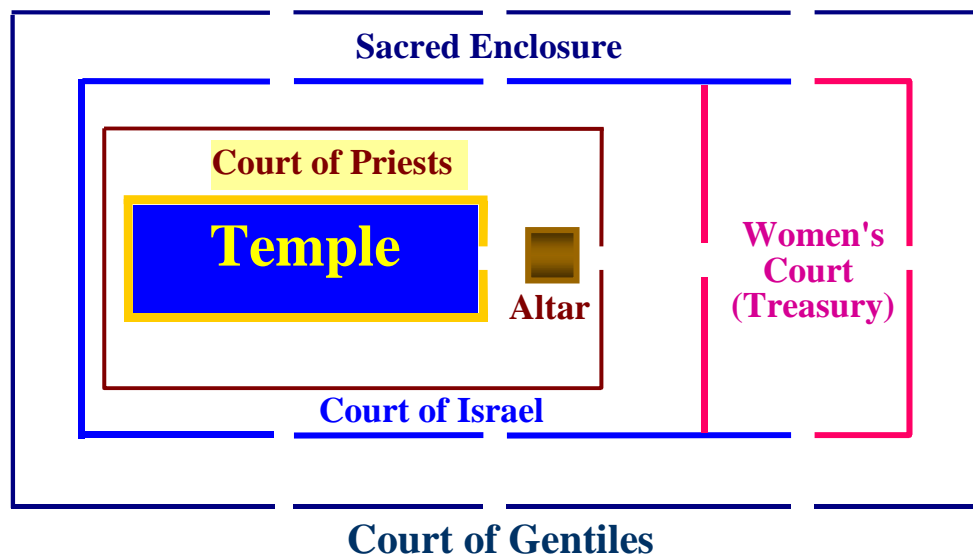 Sacred Enclosure
Court of Priests
Temple
Altar
Women's
Court
(Treasury)
Court of Israel
Court of Gentiles